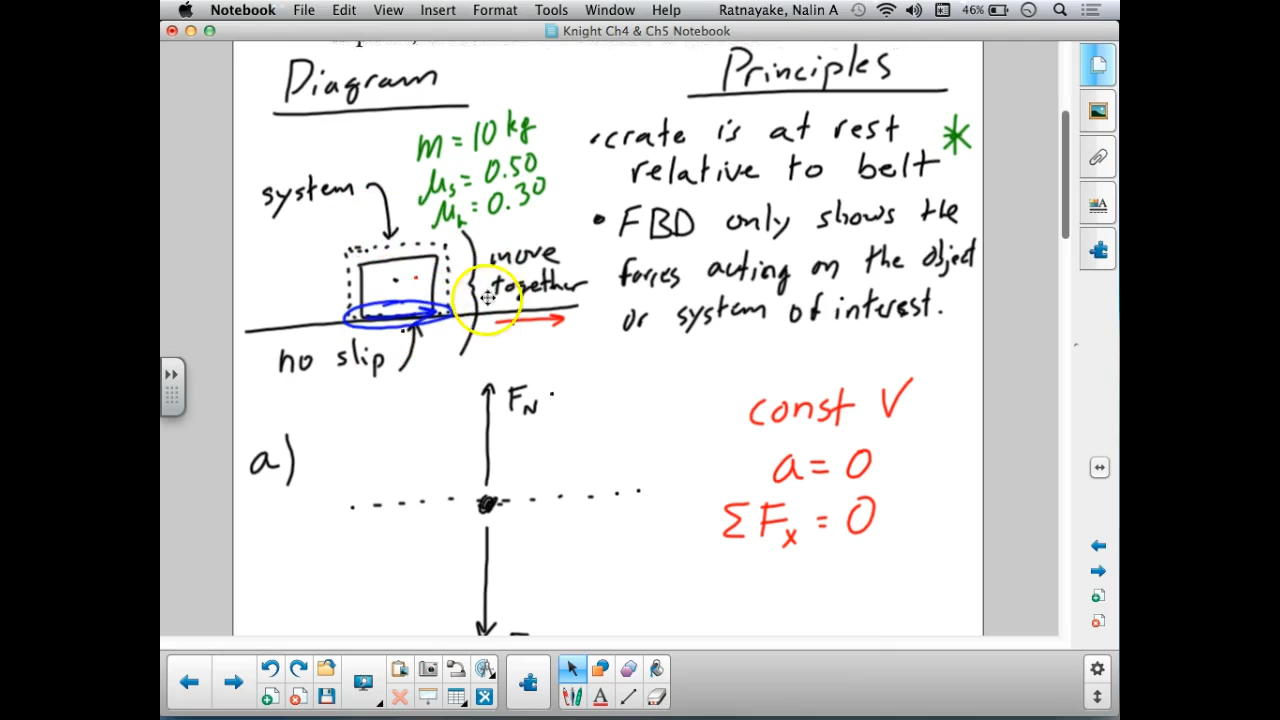 Notebook File Edit View Insert Format Tools Window Help Ratnayake, Nalin A 46%
Knight Ch4 & Ch5 Notebook
Diagram
m = 10 kg
μs = 0.50
μk = 0.30
system
move
together
no slip
a)
FN
Principles
• crate is at rest *
relative to belt
• FBD only shows the
forces acting on the object
or system of interest.
const V
a = 0
ΣFx = 0